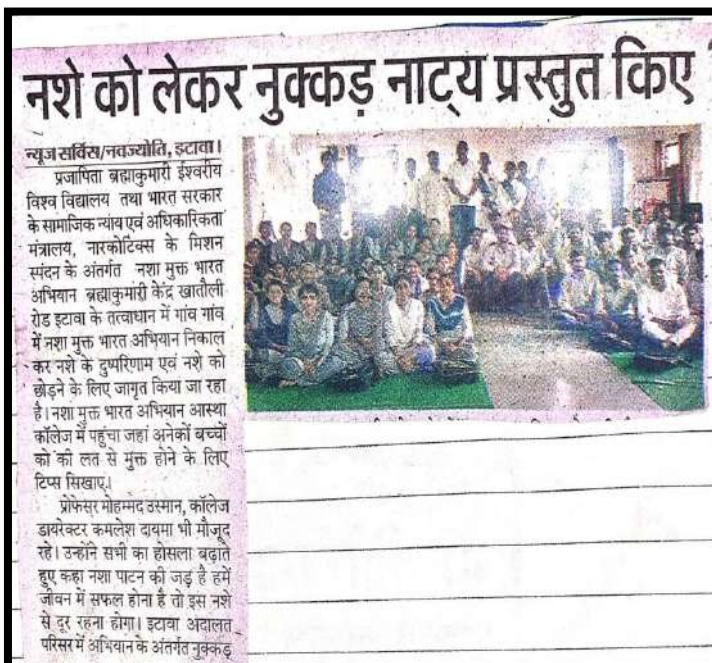 नशे को लेकर नुक्कड़ नाट्य प्रस्तुत किए
न्यूज सर्विस/नवज्योति, इटावा।
प्रजापिता ब्रह्माकुमारी ईश्वरीय
विश्व विद्यालय तथा भारत सरकार
के सामाजिक न्याय एवं अधिकारिकता
मंत्रालय, नारकोटिक्स के मिशन
स्पंदन के अंतर्गत नशा मुक्त भारत
अभियान ब्रह्माकुमारी केंद्र खातौली
रोड इटावा के तत्वाधान में गांव गांव
में नशा मुक्त भारत अभियान निकाल
कर नशे के दुष्परिणाम एवं नशे को
छोड़ने के लिए जागृत किया जा रहा
है। नशा मुक्त भारत अभियान आस्था
कॉलेज में पहुंचा जहां अनेकों बच्चों
को की लत से मुक्त होने के लिए
टिप्स सिखाए।
प्रोफेसर मोहम्मद उस्मान, कॉलेज
डायरेक्टर कमलेश दायमा भी मौजूद
रहे। उन्होंने सभी का होसला बढ़ाते
हुए कहा नशा पाटन की जड़ है हमें
जीवन में सफल होना है तो इस नशे
से दूर रहना होगा। इटावा अदालत
परिसर में अभियान के अंतर्गत नुक्कड़